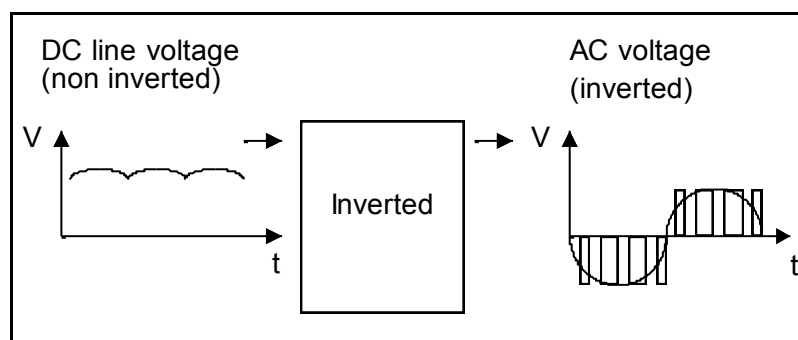 DC line voltage
(non inverted)
AC voltage
(inverted)
V
t
Inverted
V
t